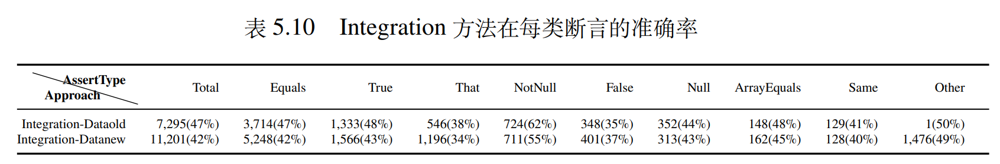 表 5.10 Integration 方法在每类断言的准确率
AssertType
Approach Total Equals True That NotNull False Null ArrayEquals Same Other
Integration-Dataold 7,295(47%) 3,714(47%) 1,333(48%) 546(38%) 724(62%) 348(35%) 352(44%) 148(48%) 129(41%) 1(50%)
Integration-Datanew 11,201(42%) 5,248(42%) 1,566(43%) 1,196(34%) 711(55%) 401(37%) 313(43%) 162(45%) 128(40%) 1,476(49%)